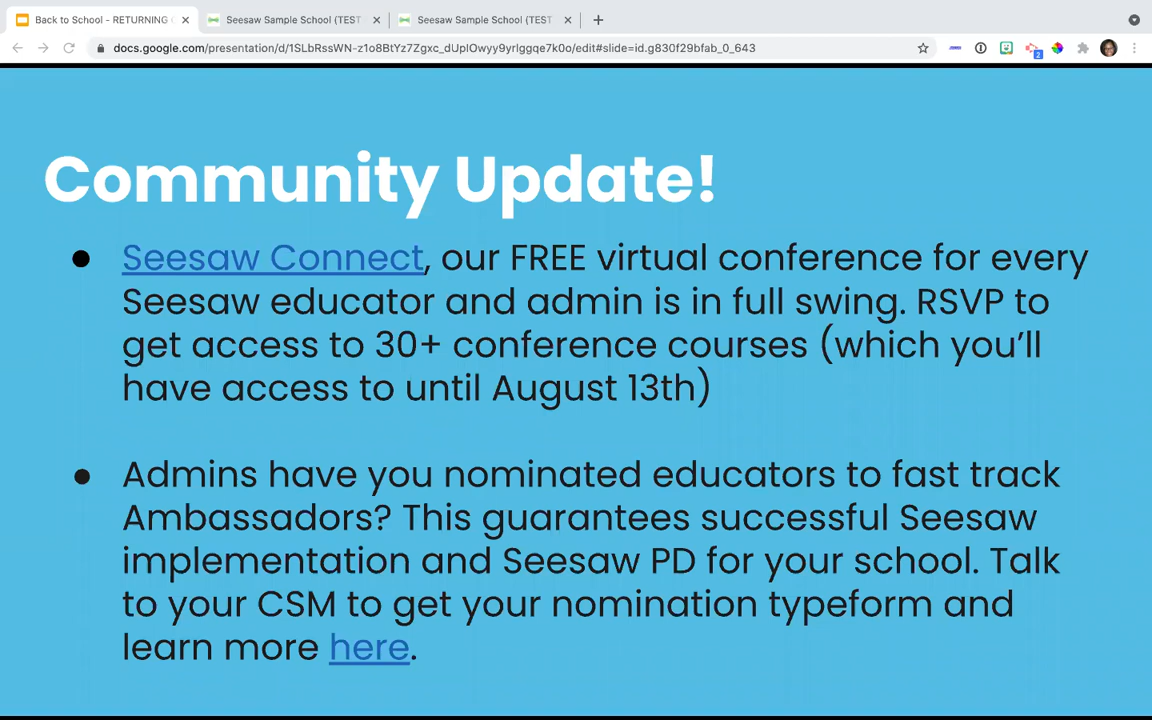 Back to School - RETURNING
Seesaw Sample School (TEST
Seesaw Sample School (TEST
docs.google.com/presentation/d/1SLbRssWN-z1o8BtYz7Zgxc_dUplOwyy9yrlggqe7k0o/edit#slide=id.g830f29bfab_0_643
2
Community Update!
● Seesaw Connect, our FREE virtual conference for every
Seesaw educator and admin is in full swing. RSVP to
get access to 30+ conference courses (which you’ll
have access to until August 13th)
● Admins have you nominated educators to fast track
Ambassadors? This guarantees successful Seesaw
implementation and Seesaw PD for your school. Talk
to your CSM to get your nomination typeform and
learn more here.